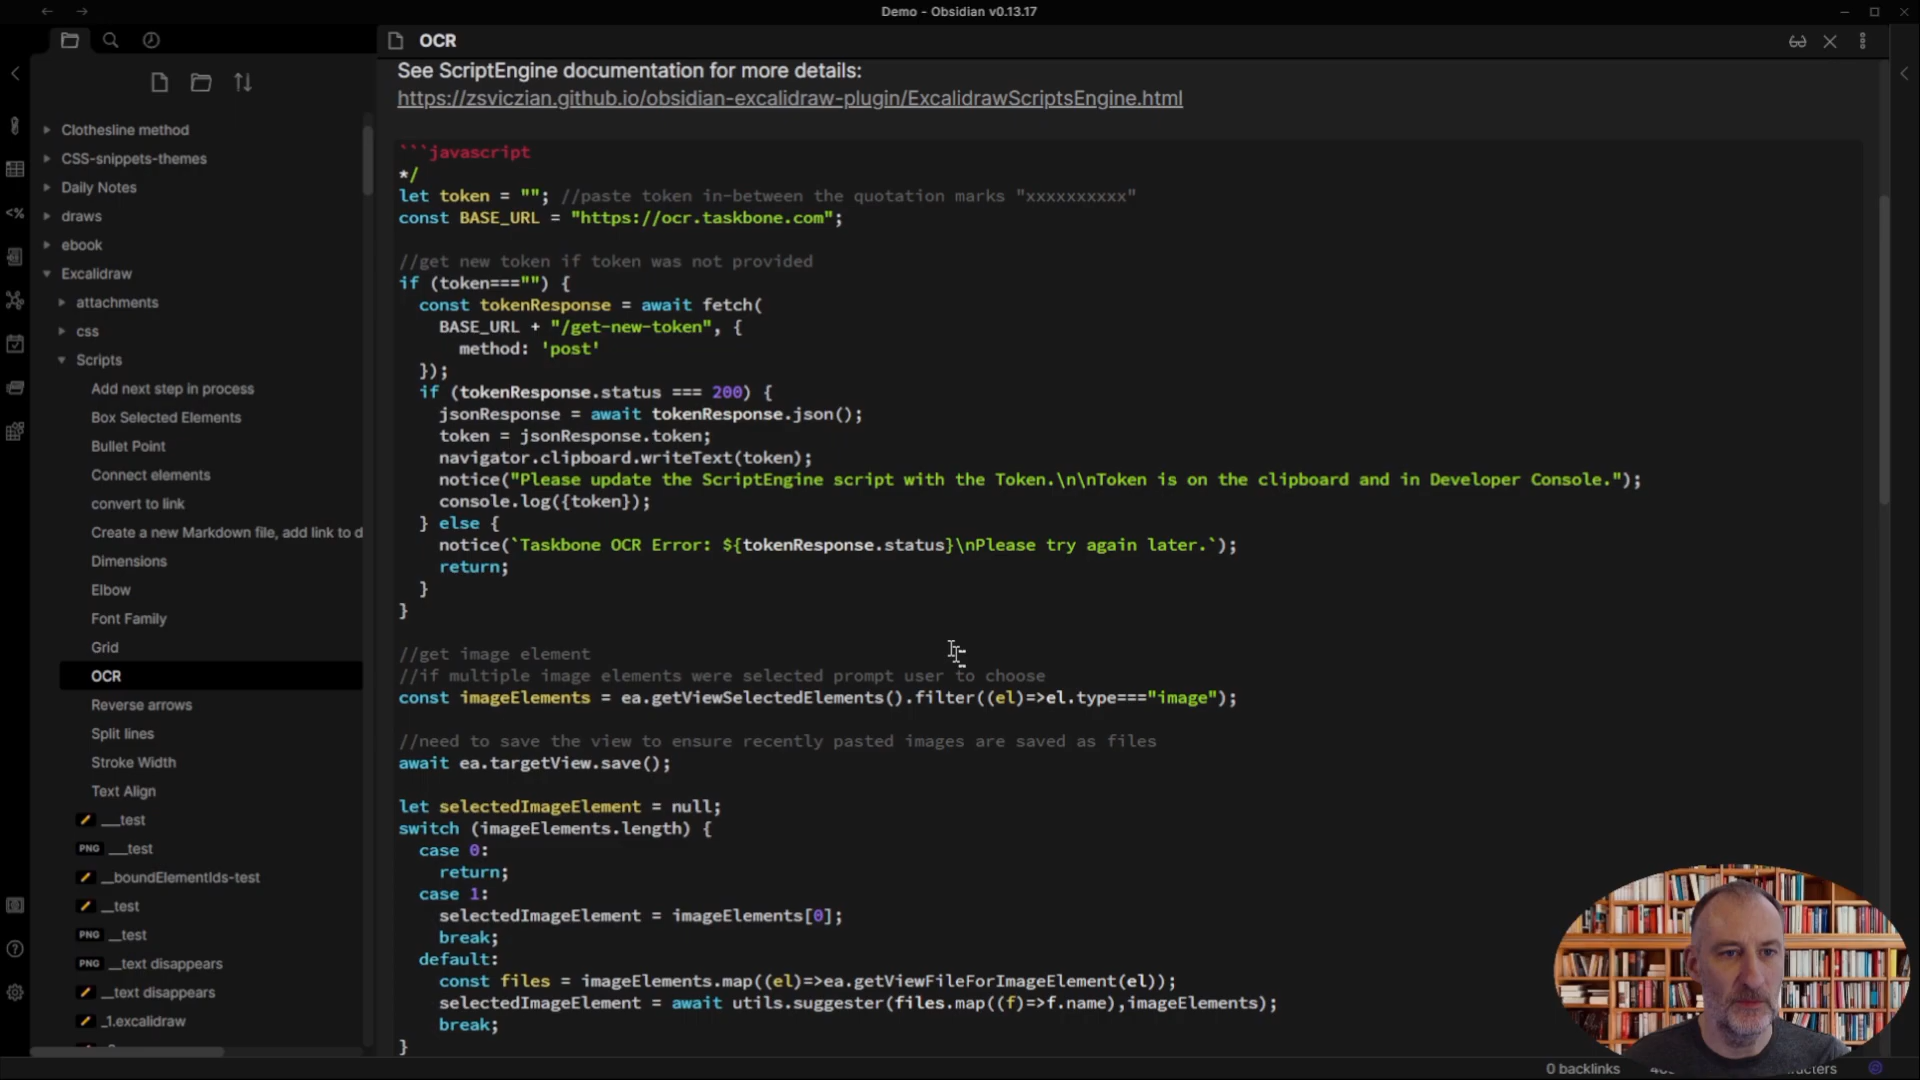 Demo - Obsidian v0.13.17
OCR
Clothesline method
CSS-snippets-themes
Daily Notes
draws
ebook
Excalidraw
attachments
css
Scripts
Add next step in process
Box Selected Elements
Bullet Point
Connect elements
convert to link
Create a new Markdown file, add link to d
Dimensions
Elbow
Font Family
Grid
OCR
Reverse arrows
Split lines
Stroke Width
Text Align
__test
PNG __test
__boundElementIds-test
__test
PNG __test
PNG __text disappears
__text disappears
_1.excalidraw
See ScriptEngine documentation for more details:
https://zsviczian.github.io/obsidian-excalidraw-plugin/ExcalidrawScriptsEngine.html
```javascript
*/
let token = ""; //paste token in-between the quotation marks "xxxxxxxxxx"
const BASE_URL = "https://ocr.taskbone.com";
//get new token if token was not provided
if (token==="") {
const tokenResponse = await fetch(
BASE_URL + "/get-new-token", {
method: 'post'
});
if (tokenResponse.status === 200) {
jsonResponse = await tokenResponse.json();
token = jsonResponse.token;
navigator.clipboard.writeText(token);
notice("Please update the ScriptEngine script with the Token.\n\nToken is on the clipboard and in Developer Console.");
console.log({token});
} else {
notice(`Taskbone OCR Error: ${tokenResponse.status}\nPlease try again later.`);
return;
}
}
//get image element
//if multiple image elements were selected prompt user to choose
const imageElements = ea.getViewSelectedElements().filter((el)=>el.type==="image");
//need to save the view to ensure recently pasted images are saved as files
await ea.targetView.save();
let selectedImageElement = null;
switch (imageElements.length) {
case 0:
return;
case 1:
selectedImageElement = imageElements[0];
break;
default:
const files = imageElements.map((el)=>ea.getViewFileForImageElement(el));
selectedImageElement = await utils.suggester(files.map((f)=>f.name),imageElements);
break;
}
0 backlinks